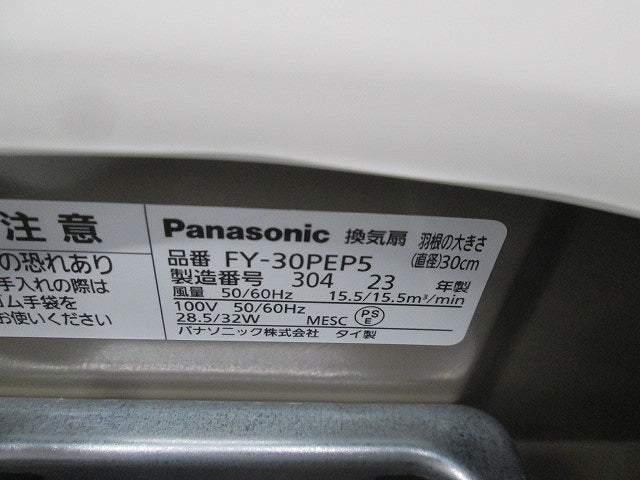 注意
の恐れあり
手入れの際は
ゴム手袋を
お使いください
Panasonic 換気扇 羽根の大きさ
(直径)30cm
品番 FY-30PEP5
製造番号 304 23 年製
風量 50/60Hz 15.5/15.5m³/min
100V 50/60Hz
28.5/32W MESC PSE
パナソニック株式会社 タイ製